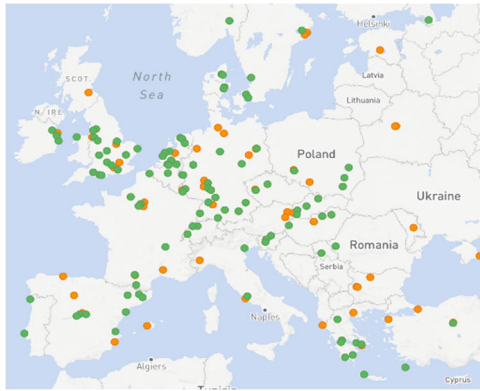 Helsinki
SCOT.
North
Sea
Latvia
N. IRE.
Lithuania
Poland
Ukraine
Romania
Serbia
Naples
Algiers
Cyprus